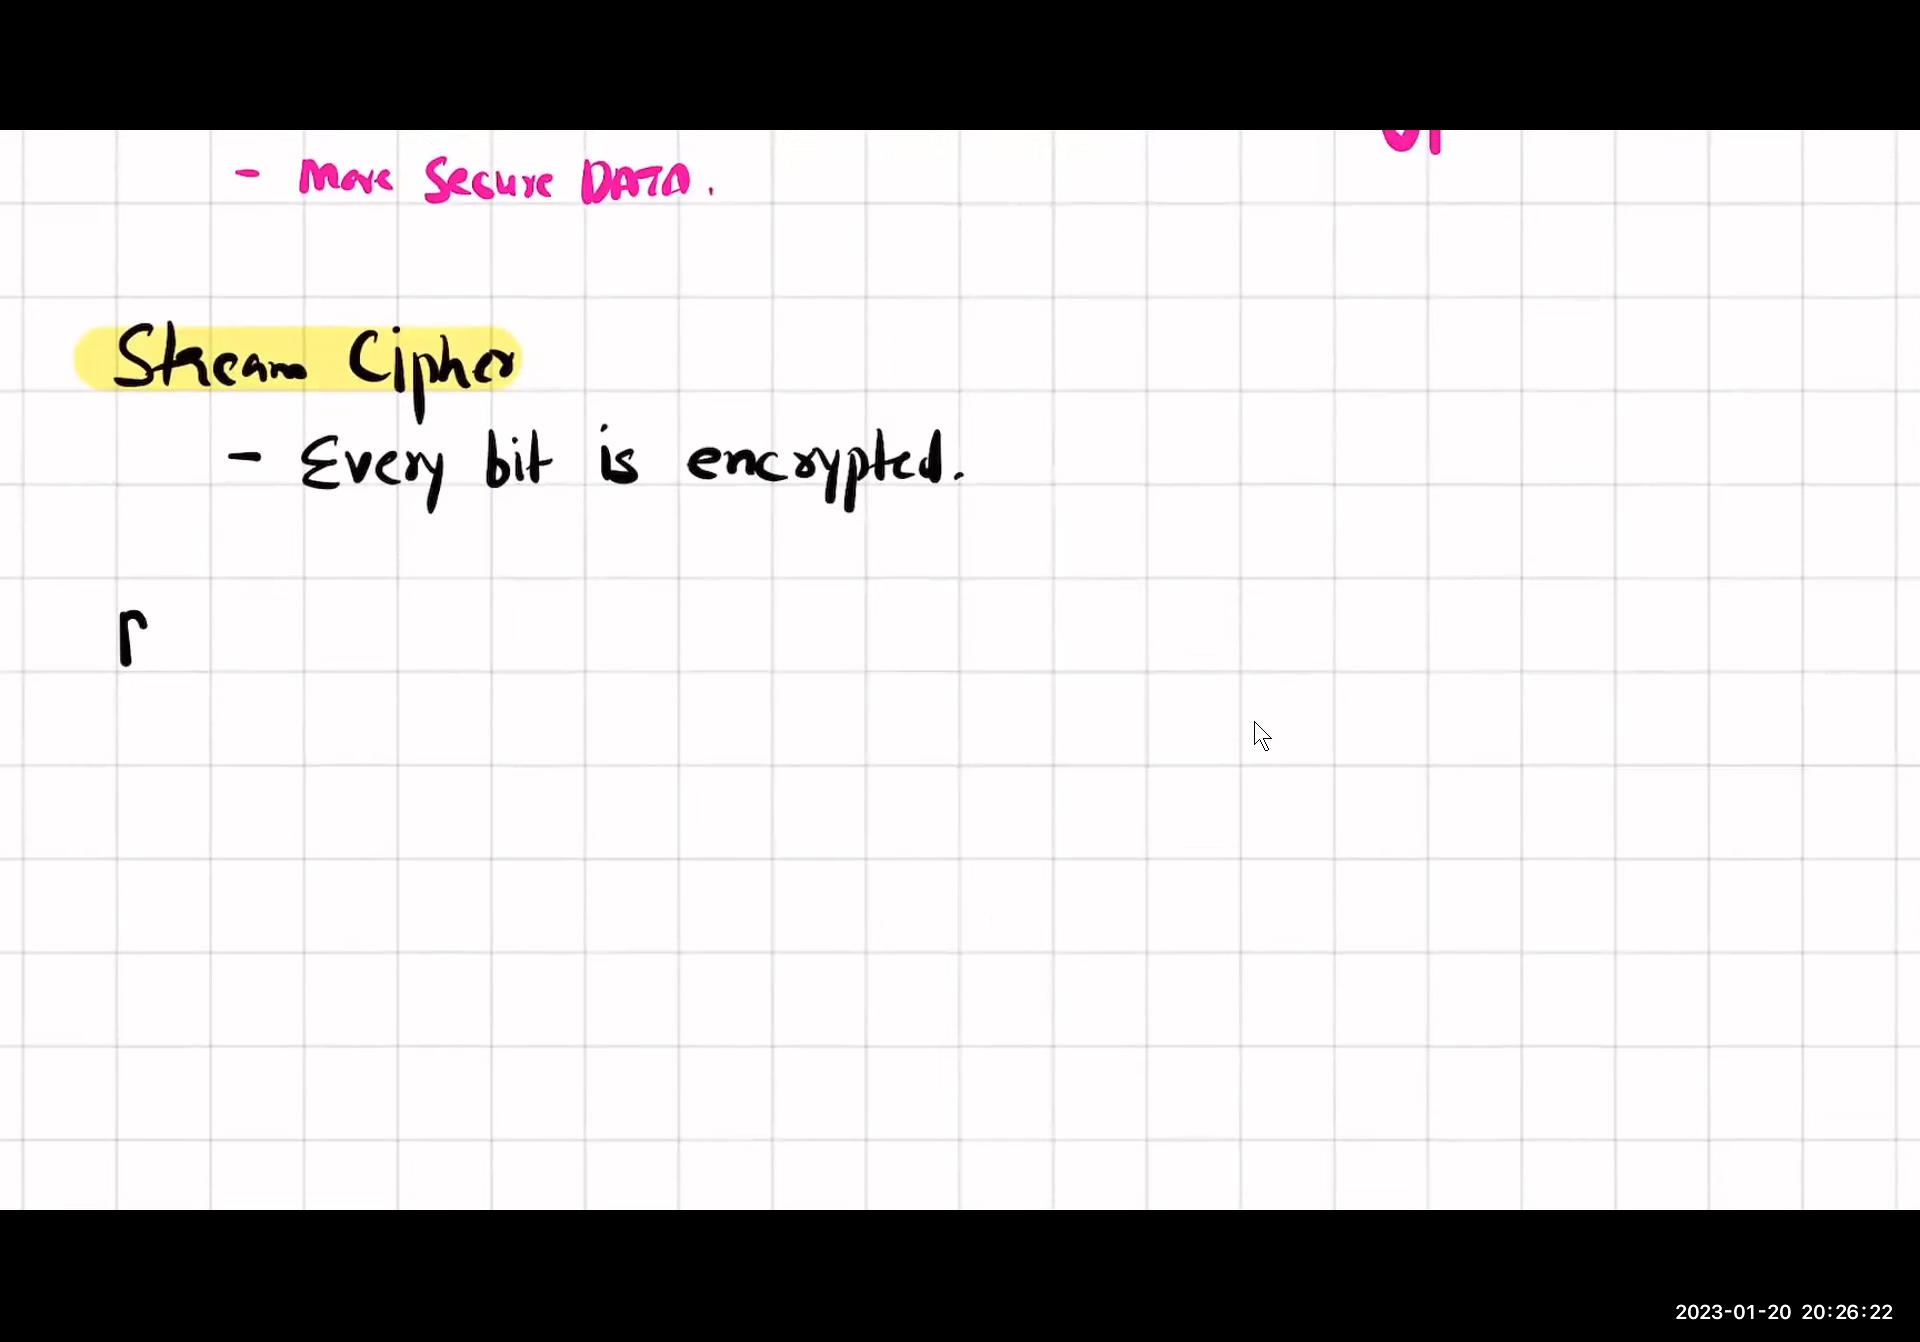 - More Secure DATA.
Stream Cipher
- Every bit is encrypted.
2023-01-20 20:26:22